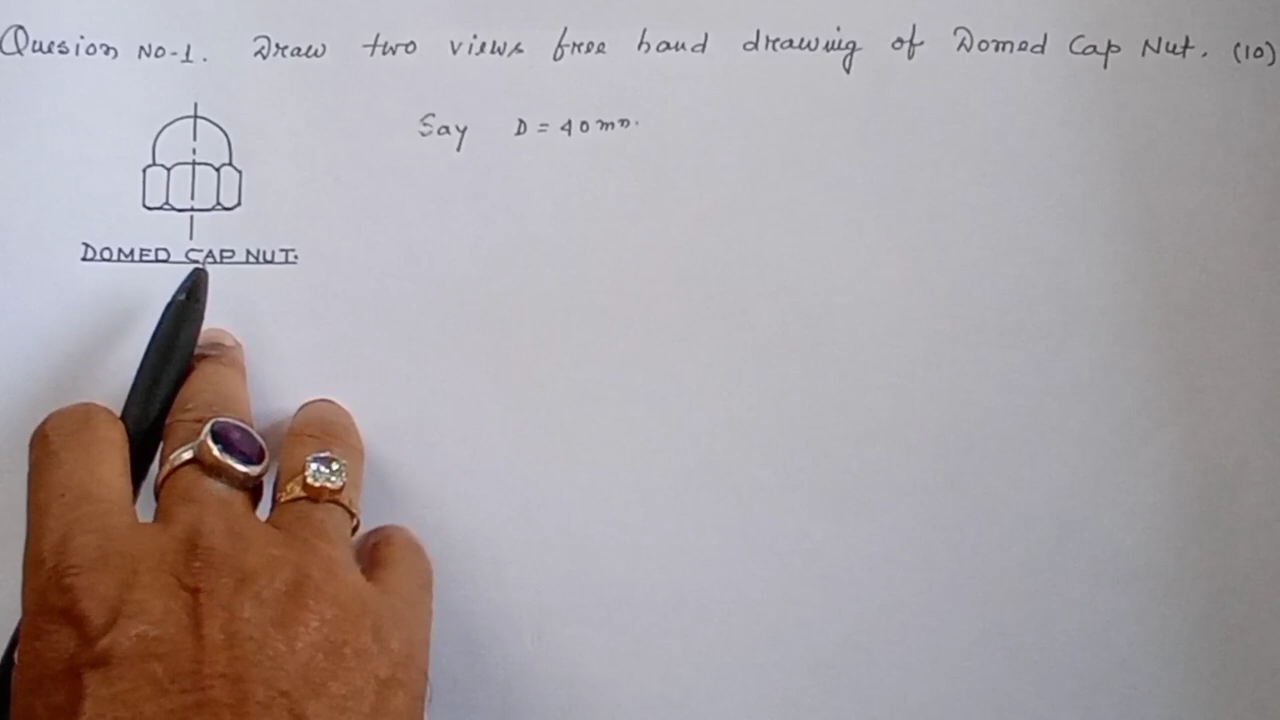 Quesion NO-1. Draw two views free hand drawing of Domed Cap Nut. (10)
Say D = 40mm.
DOMED CAP NUT.